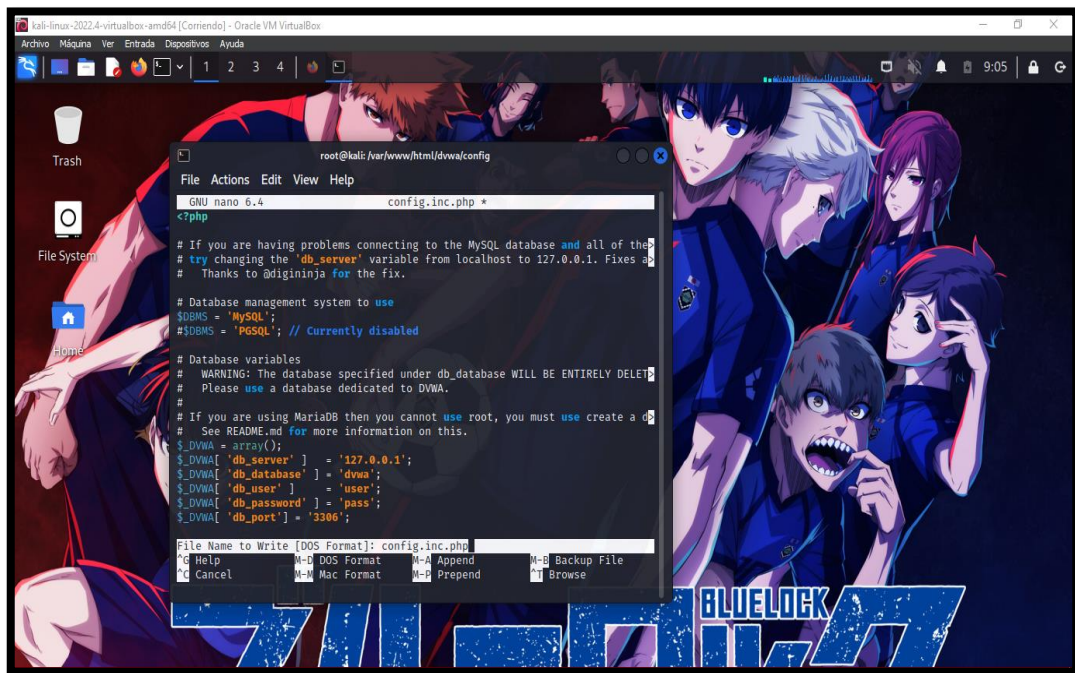 kali-linux-2022.4-virtualbox-amd64 [Corriendo] - Oracle VM VirtualBox
Archivo Máquina Ver Entrada Dispositivos Ayuda
1 2 3 4
9:05
Trash
File System
Home
root@kali: /var/www/html/dvwa/config
File Actions Edit View Help
GNU nano 6.4 config.inc.php *
<?php
# If you are having problems connecting to the MySQL database and all of the>
# try changing the 'db_server' variable from localhost to 127.0.0.1. Fixes a>
#   Thanks to @digininja for the fix.
# Database management system to use
$DBMS = 'MySQL';
#$DBMS = 'PGSQL'; // Currently disabled
# Database variables
#   WARNING: The database specified under db_database WILL BE ENTIRELY DELET>
#   Please use a database dedicated to DVWA.
#
# If you are using MariaDB then you cannot use root, you must use create a d>
#   See README.md for more information on this.
$_DVWA = array();
$_DVWA[ 'db_server' ]   = '127.0.0.1';
$_DVWA[ 'db_database' ] = 'dvwa';
$_DVWA[ 'db_user' ]     = 'user';
$_DVWA[ 'db_password' ] = 'pass';
$_DVWA[ 'db_port'] = '3306';
File Name to Write [DOS Format]: config.inc.php
^G Help M-D DOS Format M-A Append M-B Backup File
^C Cancel M-M Mac Format M-P Prepend ^T Browse
BLUELOCK
ブルーロック